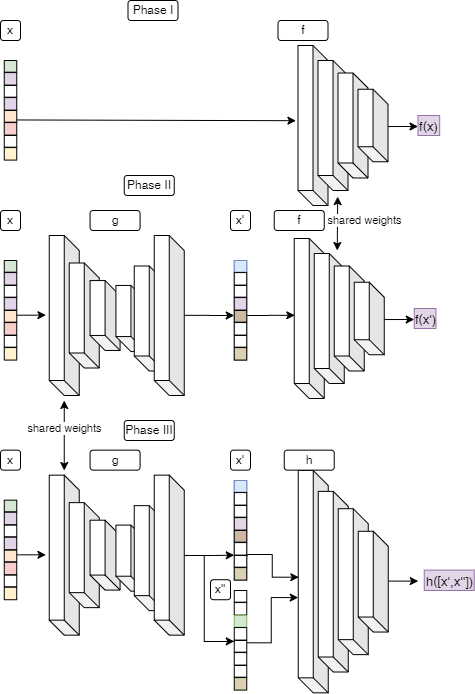 Phase I
x
f
f(x)
Phase II
x
g
x'
f
shared weights
f(x')
shared weights
Phase III
x
g
x'
h
x"
h([x',x"])